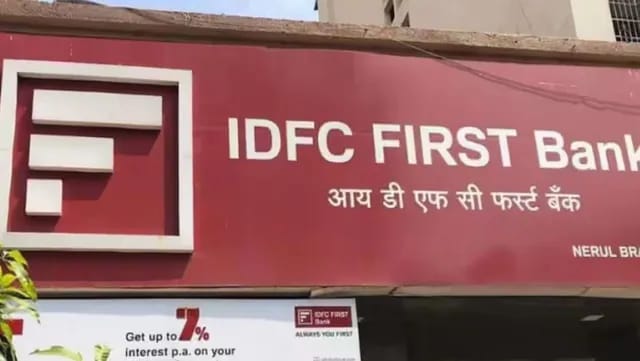 IDFC FIRST Bank
आय डी एफ सी फर्स्ट बँक
NERUL BRA
Get up to 7%
interest p.a. on your
IDFC FIRST
Bank
ALWAYS YOU FIRST